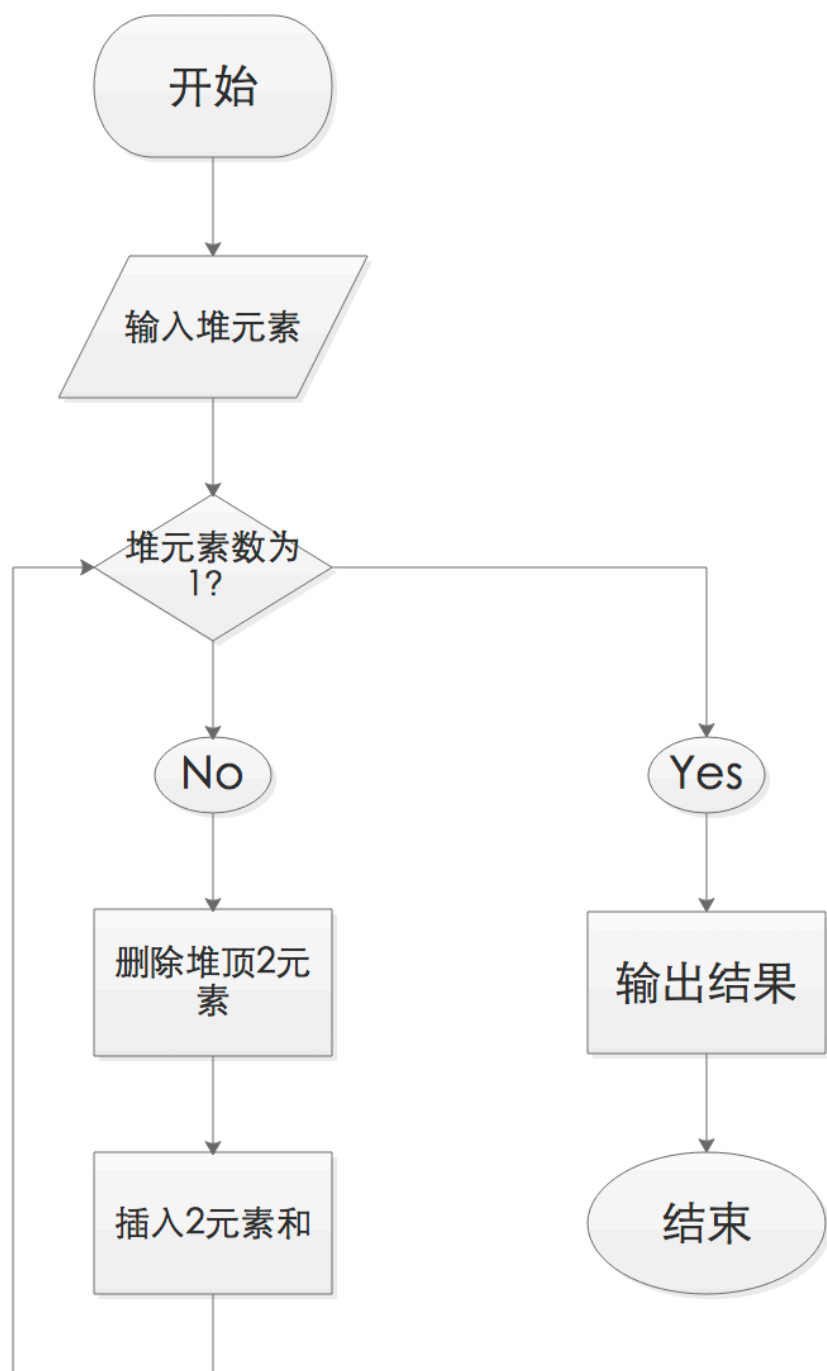 开始
输入堆元素
堆元素数为
1?
No
Yes
删除堆顶2元
素
输出结果
插入2元素和
结束